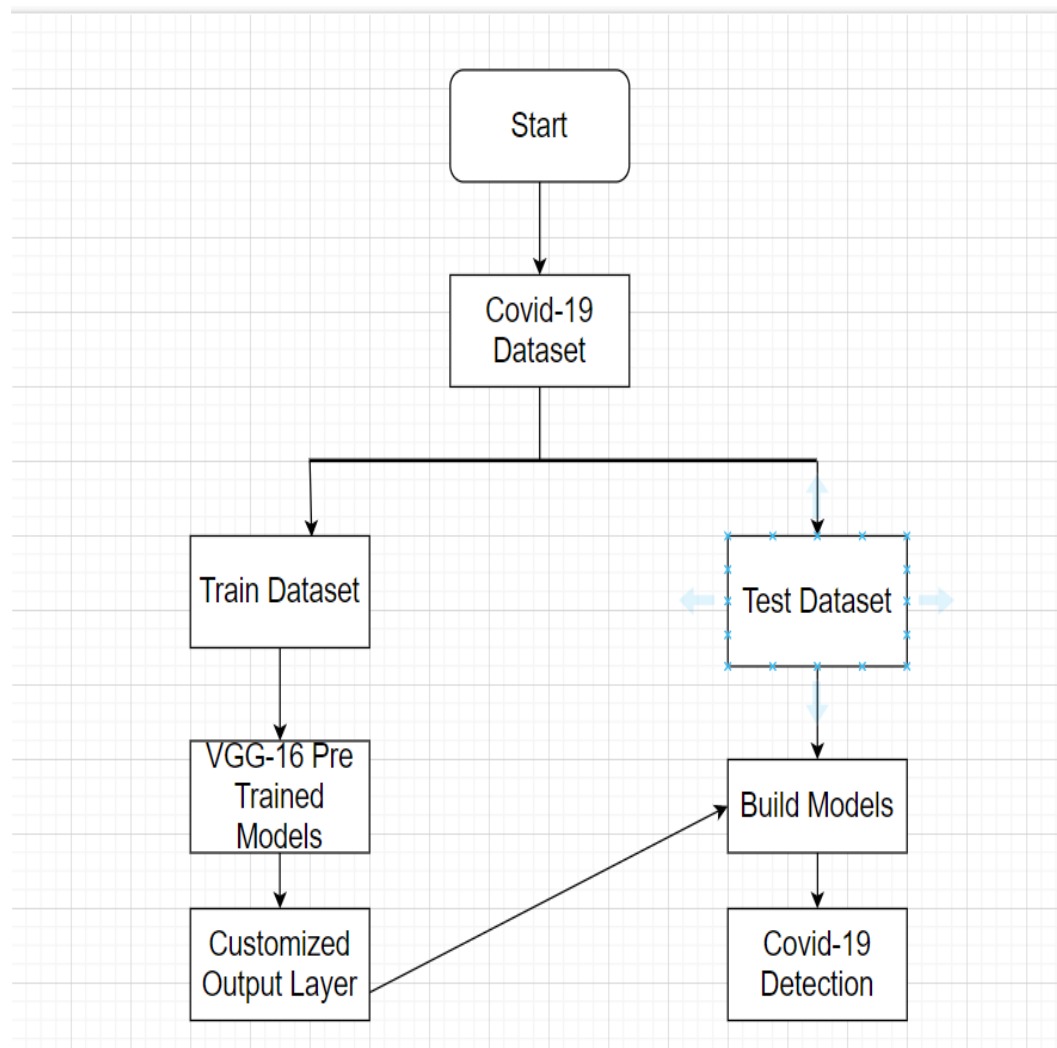 Start
Covid-19
Dataset
Train Dataset
Test Dataset
VGG-16 Pre
Trained
Models
Build Models
Customized
Output Layer
Covid-19
Detection